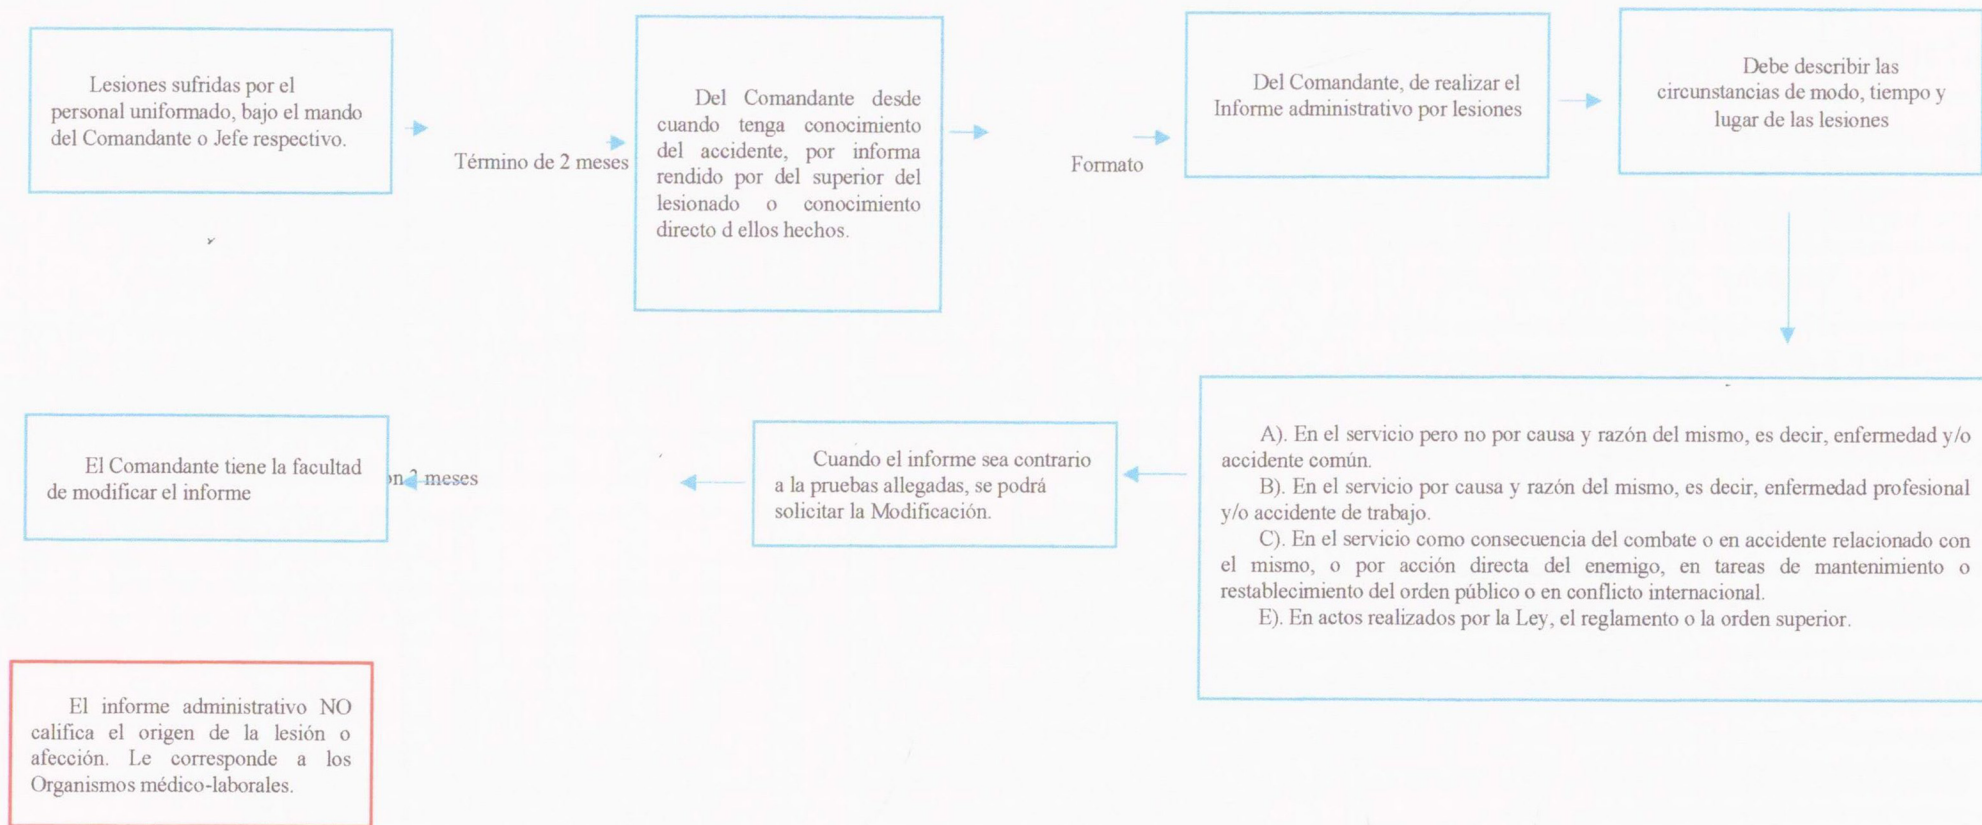 Lesiones sufridas por el
personal uniformado, bajo el mando
del Comandante o Jefe respectivo.
Término de 2 meses
Del Comandante desde
cuando tenga conocimiento
del accidente, por informa
rendido por del superior del
lesionado o conocimiento
directo d ellos hechos.
Formato
Del Comandante, de realizar el
Informe administrativo por lesiones
Debe describir las
circunstancias de modo, tiempo y
lugar de las lesiones
A). En el servicio pero no por causa y razón del mismo, es decir, enfermedad y/o
accidente común.
B). En el servicio por causa y razón del mismo, es decir, enfermedad profesional
y/o accidente de trabajo.
C). En el servicio como consecuencia del combate o en accidente relacionado con
el mismo, o por acción directa del enemigo, en tareas de mantenimiento o
restablecimiento del orden público o en conflicto internacional.
E). En actos realizados por la Ley, el reglamento o la orden superior.
Cuando el informe sea contrario
a la pruebas allegadas, se podrá
solicitar la Modificación.
meses
El Comandante tiene la facultad
de modificar el informe
El informe administrativo NO
califica el origen de la lesión o
afección. Le corresponde a los
Organismos médico-laborales.